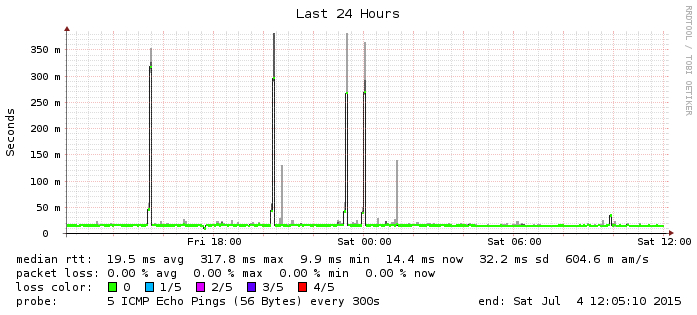 Last 24 Hours
RRDTOOL / TOBI OETIKER
Seconds
350 m
300 m
250 m
200 m
150 m
100 m
50 m
0
Fri 18:00 Sat 00:00 Sat 06:00 Sat 12:00
median rtt: 19.5 ms avg 317.8 ms max 9.9 ms min 14.4 ms now 32.2 ms sd 604.6 m am/s
packet loss: 0.00 % avg 0.00 % max 0.00 % min 0.00 % now
loss color: 0 1/5 2/5 3/5 4/5
probe: 5 ICMP Echo Pings (56 Bytes) every 300s end: Sat Jul 4 12:05:10 2015